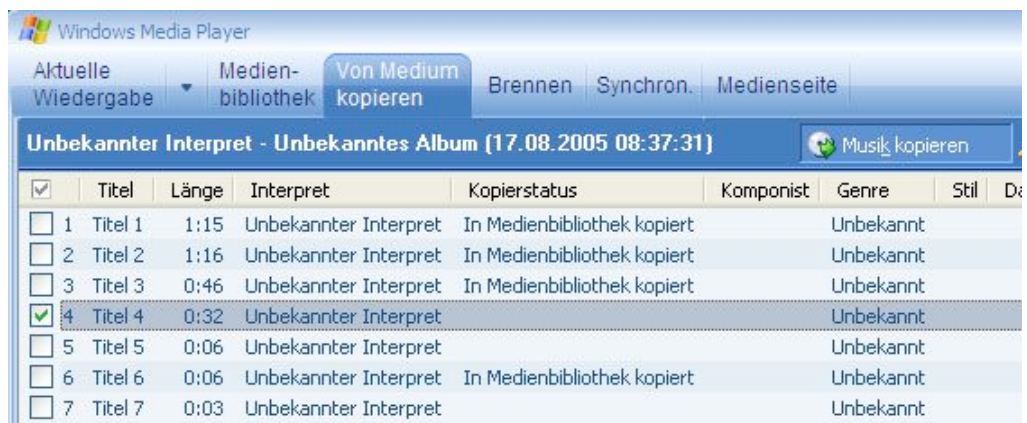 Windows Media Player
Aktuelle Wiedergabe Medien-bibliothek Von Medium kopieren Brennen Synchron. Medienseite
Unbekannter Interpret - Unbekanntes Album (17.08.2005 08:37:31) Musik kopieren
Titel Länge Interpret Kopierstatus Komponist Genre Stil Da
1 Titel 1 1:15 Unbekannter Interpret In Medienbibliothek kopiert Unbekannt
2 Titel 2 1:16 Unbekannter Interpret In Medienbibliothek kopiert Unbekannt
3 Titel 3 0:46 Unbekannter Interpret In Medienbibliothek kopiert Unbekannt
4 Titel 4 0:32 Unbekannter Interpret Unbekannt
5 Titel 5 0:06 Unbekannter Interpret Unbekannt
6 Titel 6 0:06 Unbekannter Interpret In Medienbibliothek kopiert Unbekannt
7 Titel 7 0:03 Unbekannter Interpret Unbekannt